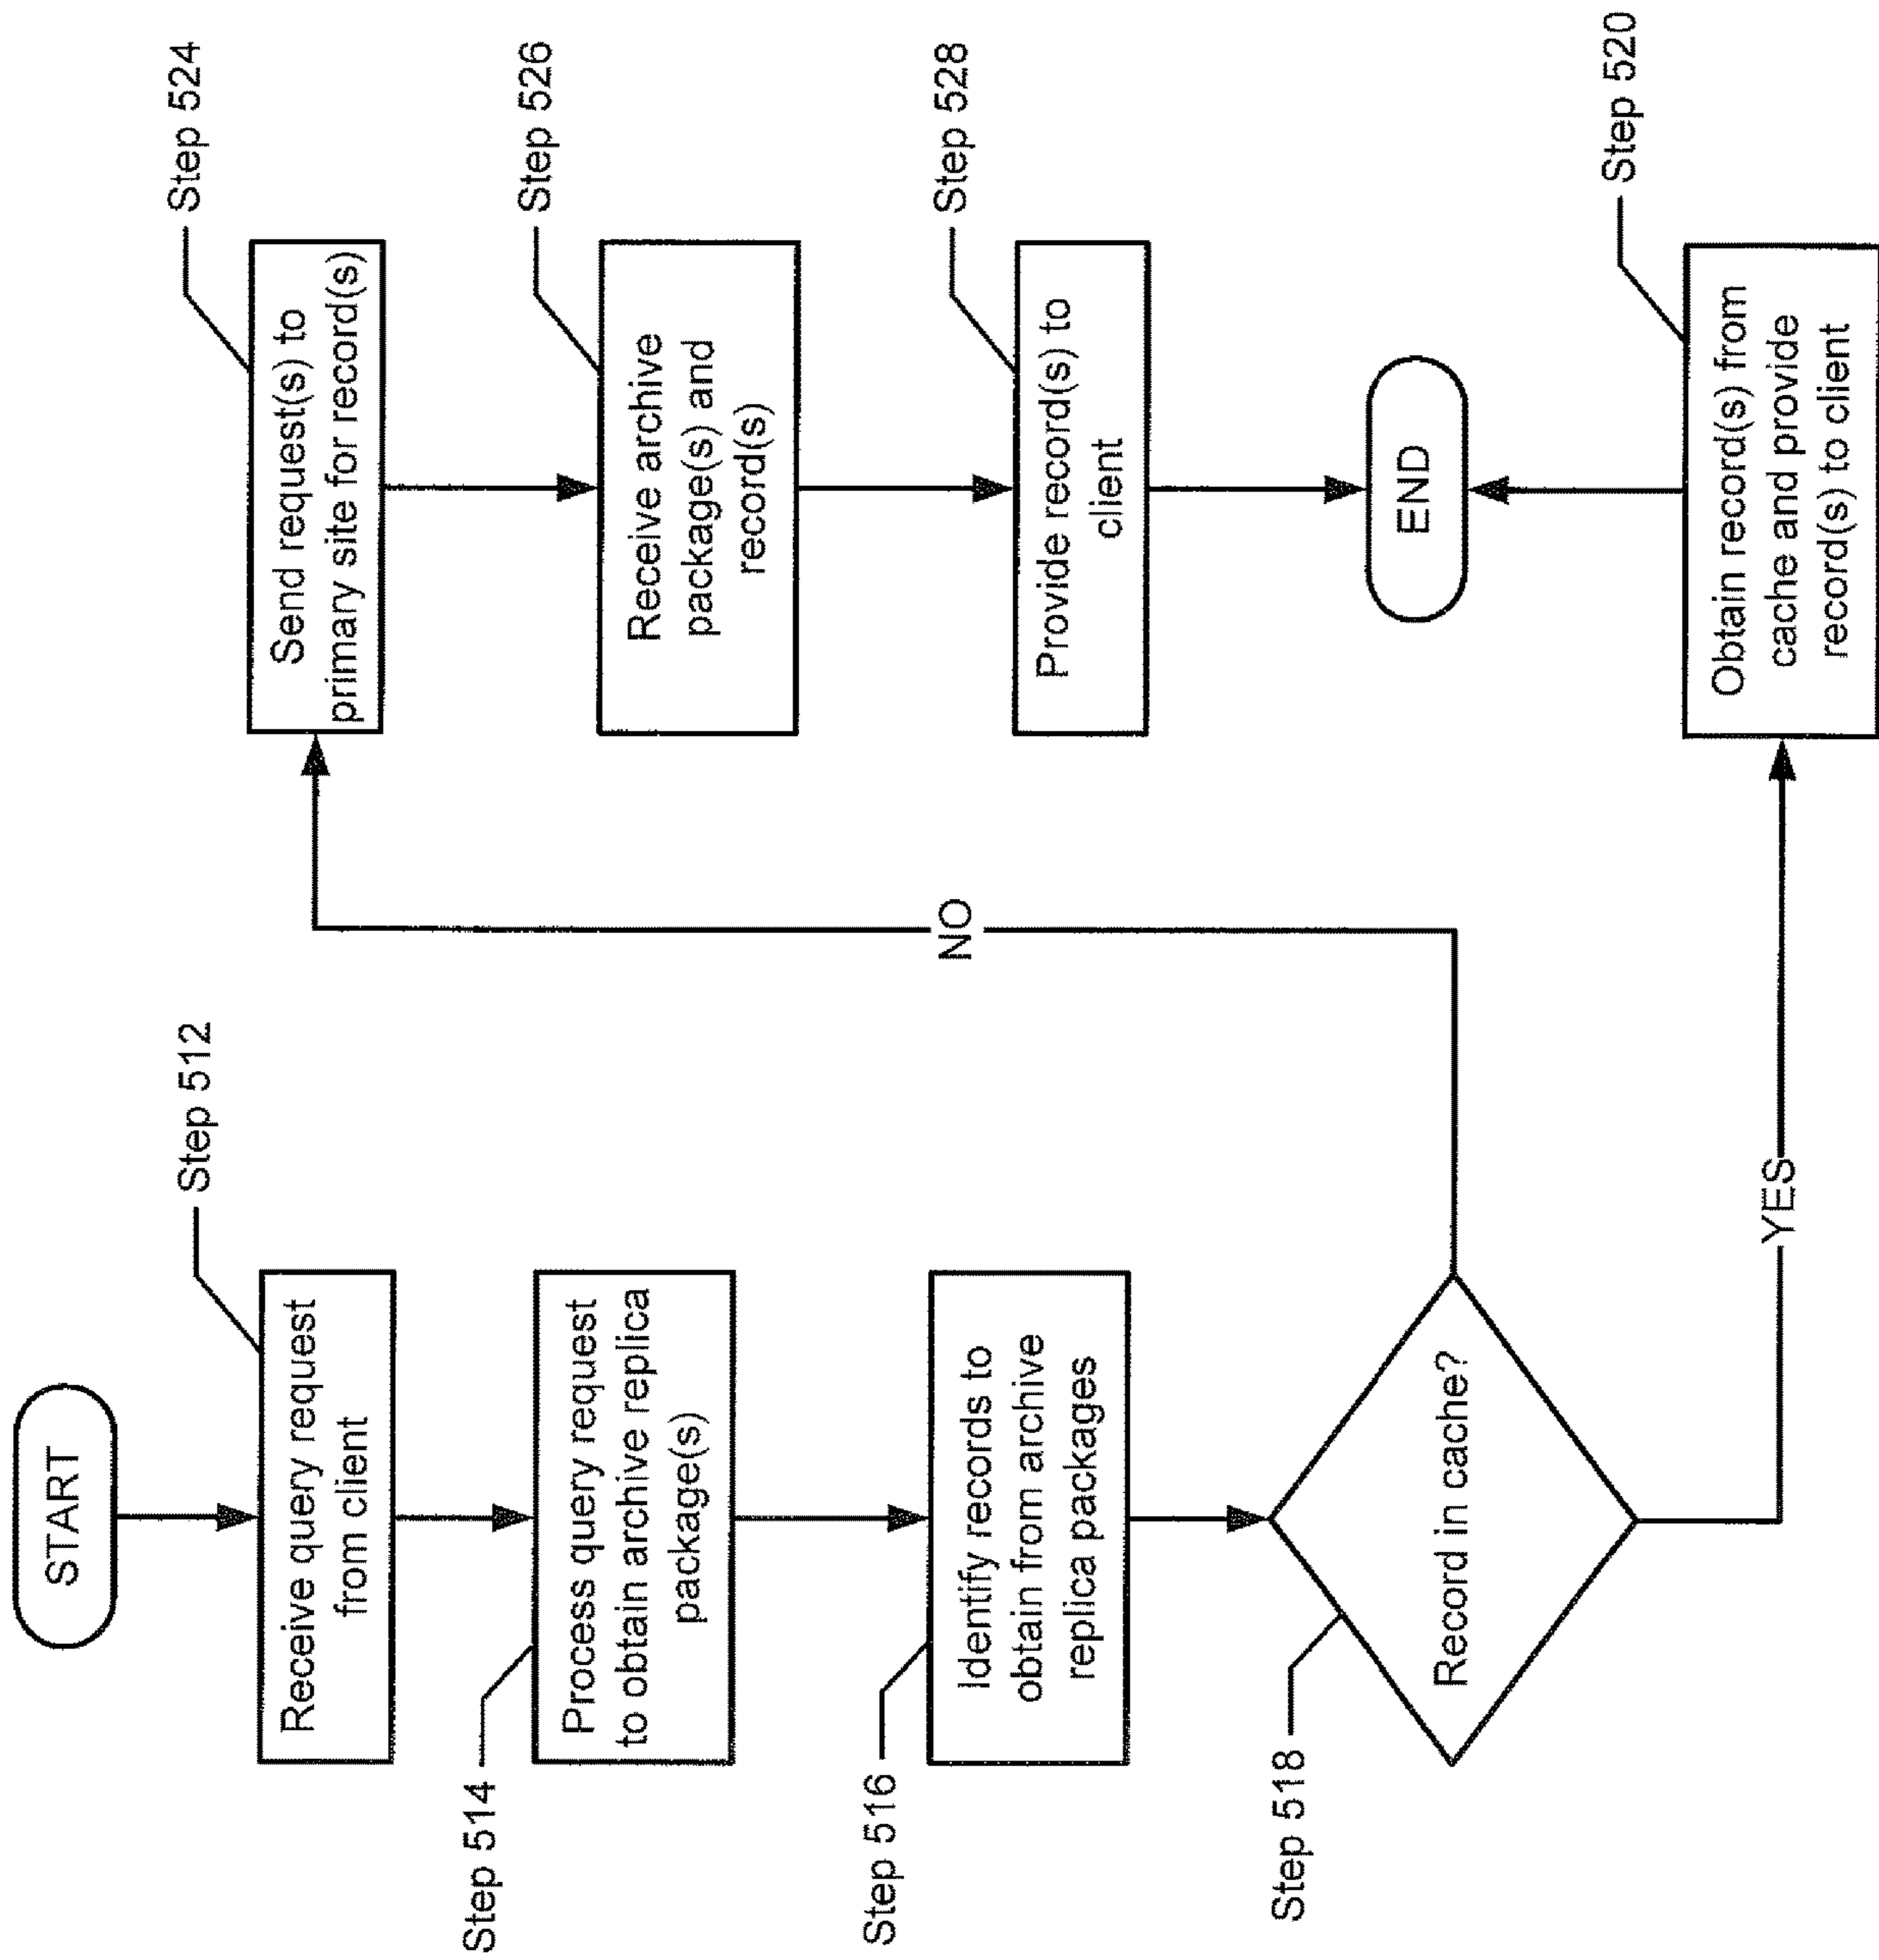 START
Step 512
Receive query request
from client
Step 514
Process query request
to obtain archive replica
package(s)
Step 516
Identify records to
obtain from archive
replica packages
Step 518
Record in cache?
NO
YES
Step 524
Send request(s) to
primary site for record(s)
Step 526
Receive archive
package(s) and
record(s)
Step 528
Provide record(s) to
client
END
Step 520
Obtain record(s) from
cache and provide
record(s) to client